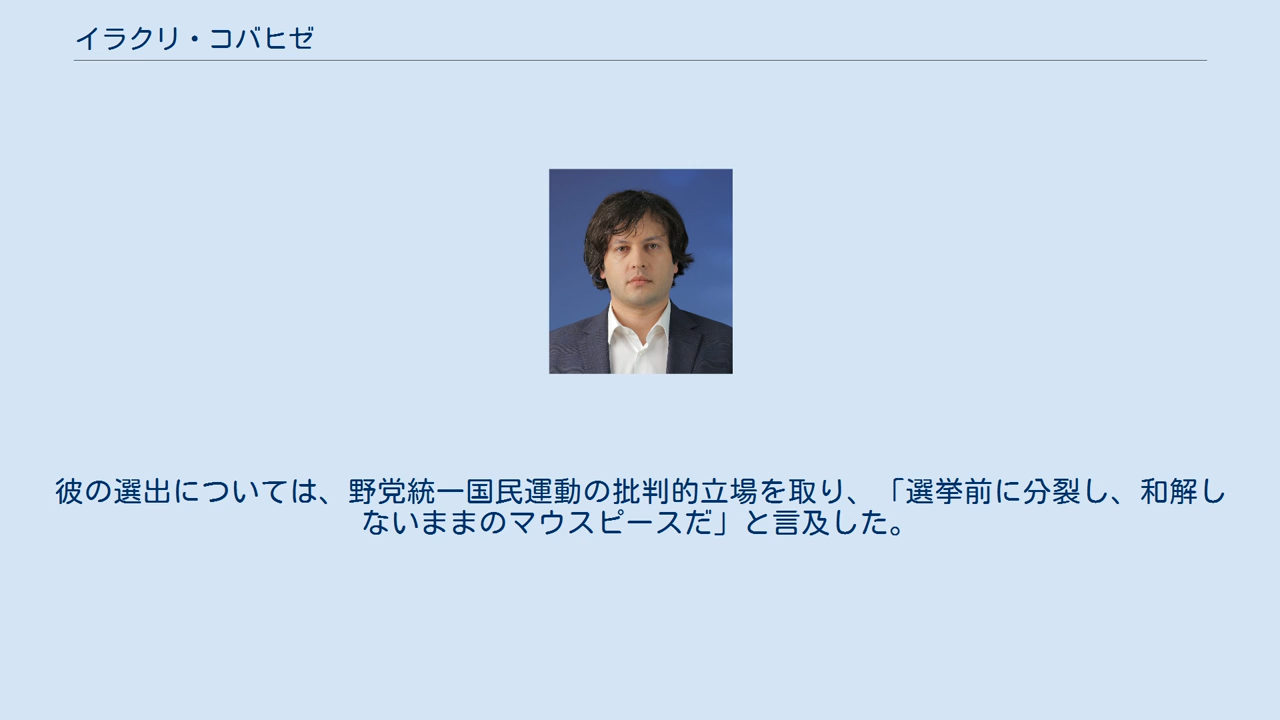 イラクリ・コバヒゼ
彼の選出については、野党統一国民運動の批判的立場を取り、「選挙前に分裂し、和解し
ないままのマウスピースだ」と言及した。